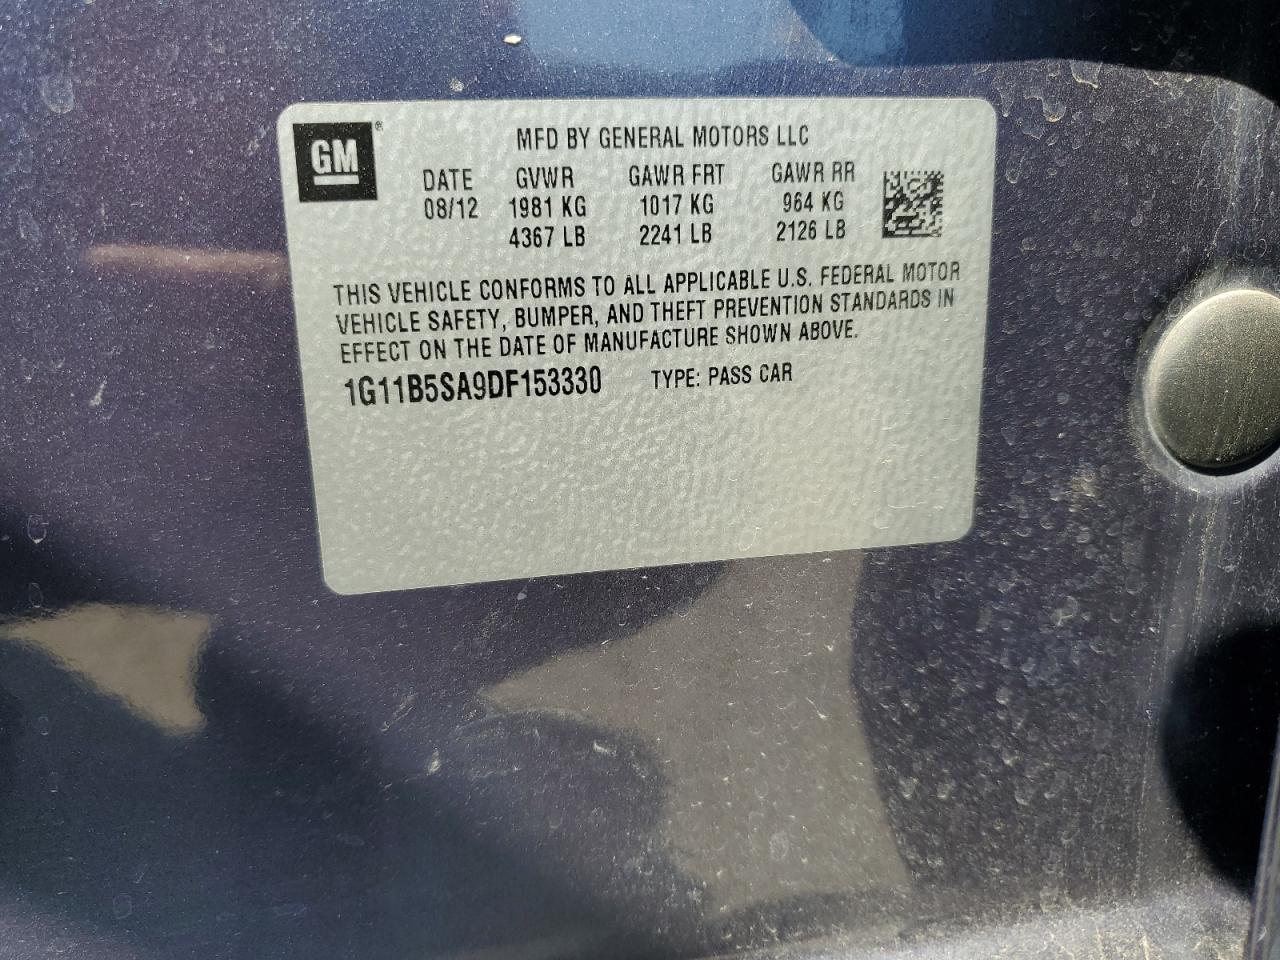 GM®
MFD BY GENERAL MOTORS LLC
DATE GVWR GAWR FRT GAWR RR
08/12 1981 KG 1017 KG 964 KG
4367 LB 2241 LB 2126 LB
THIS VEHICLE CONFORMS TO ALL APPLICABLE U.S. FEDERAL MOTOR
VEHICLE SAFETY, BUMPER, AND THEFT PREVENTION STANDARDS IN
EFFECT ON THE DATE OF MANUFACTURE SHOWN ABOVE.
1G11B5SA9DF153330 TYPE: PASS CAR